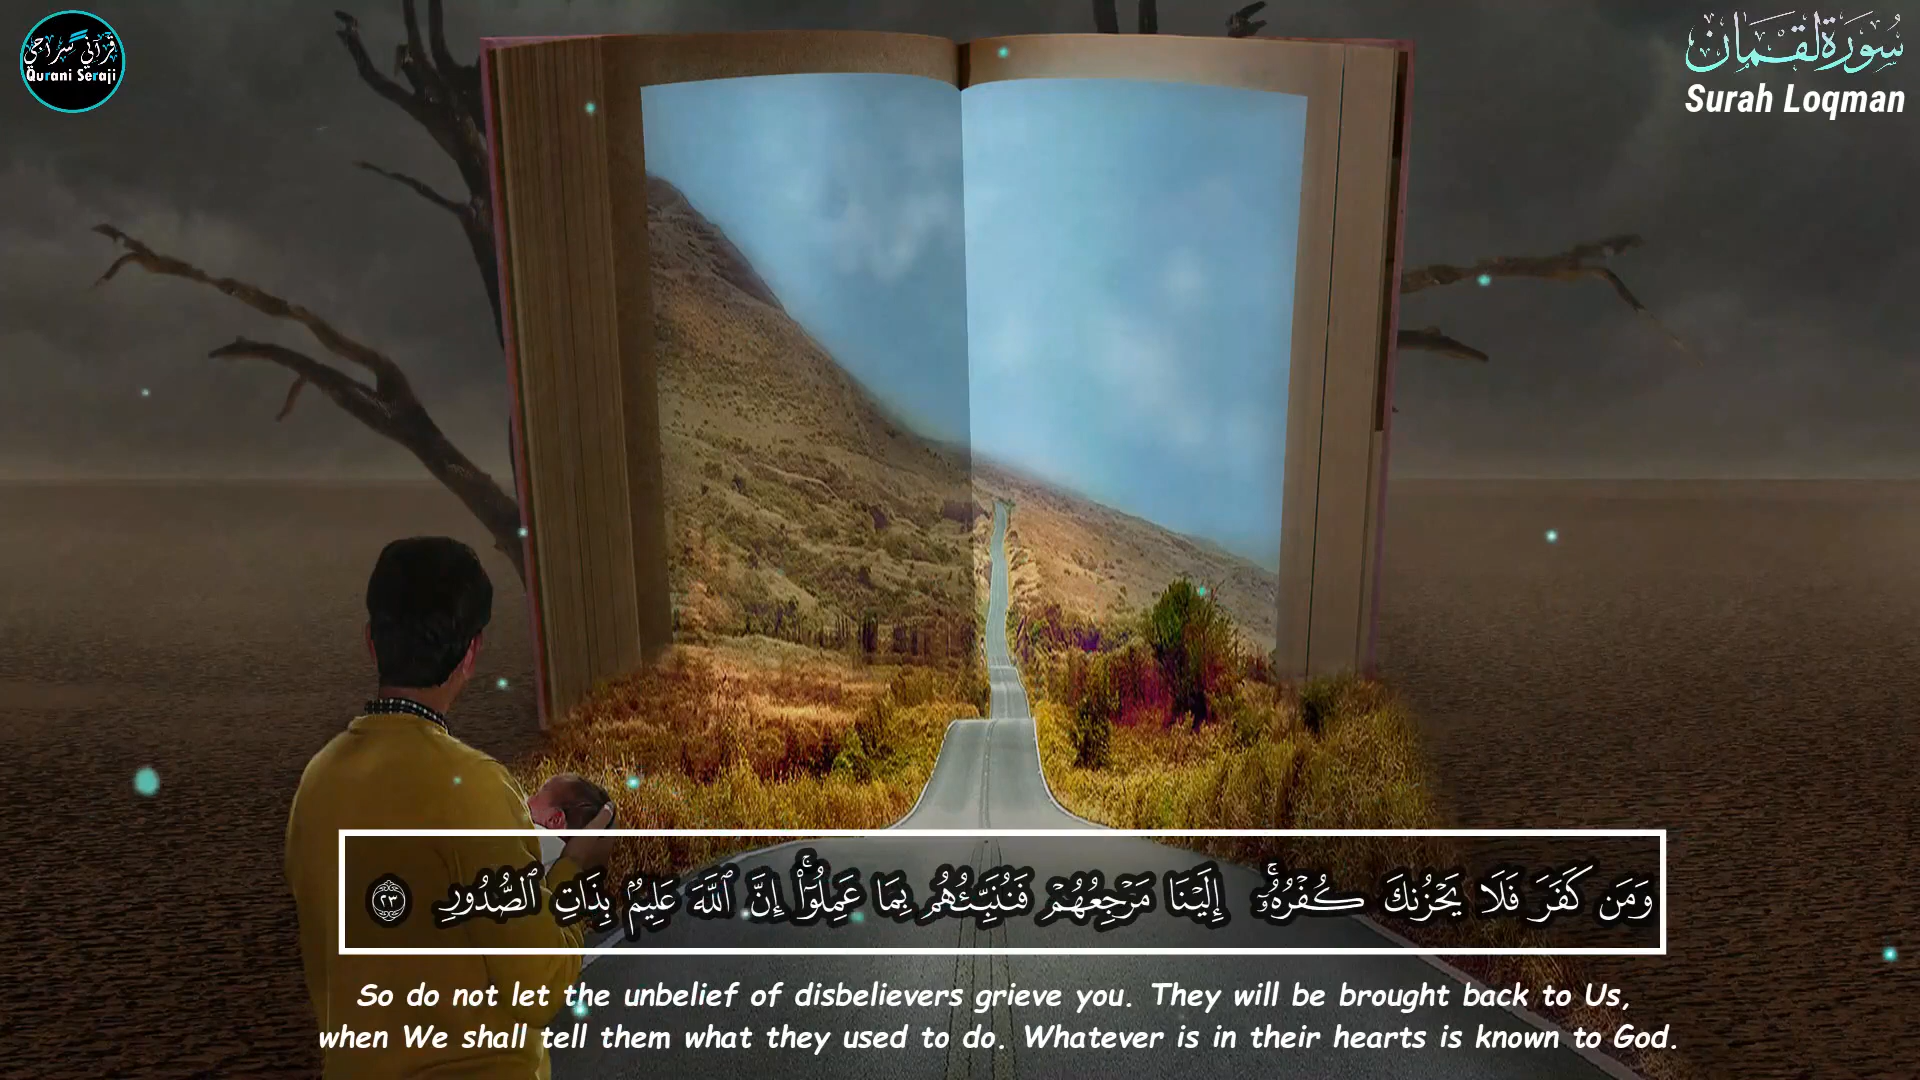 قرآني سراجي
Qurani Seraji
سورة لقمان
Surah Loqman
وَمَن كَفَرَ فَلَا يَحْزُنكَ كُفْرُهُۥٓ ۚ إِلَيْنَا مَرْجِعُهُمْ فَنُنَبِّئُهُم بِمَا عَمِلُوٓا۟ ۚ إِنَّ ٱللَّهَ عَلِيمٌۢ بِذَاتِ ٱلصُّدُورِ ٢٣
So do not let the unbelief of disbelievers grieve you. They will be brought back to Us,
when We shall tell them what they used to do. Whatever is in their hearts is known to God.